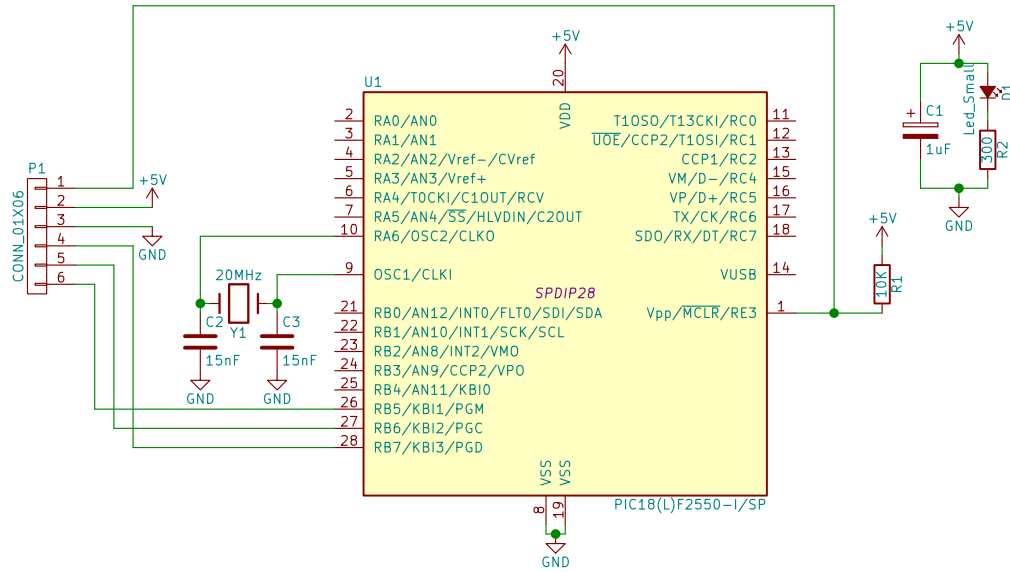 +5V
+5V
U1
20
VDD
Led_Small
D1
C1
+
1uF
300
R2
GND
2 RA0/AN0
3 RA1/AN1
4 RA2/AN2/Vref-/CVref
5 RA3/AN3/Vref+
6 RA4/T0CKI/C1OUT/RCV
7 RA5/AN4/SS/HLVDIN/C2OUT
10 RA6/OSC2/CLKO
9 OSC1/CLKI
21 RB0/AN12/INT0/FLT0/SDI/SDA
22 RB1/AN10/INT1/SCK/SCL
23 RB2/AN8/INT2/VMO
24 RB3/AN9/CCP2/VPO
25 RB4/AN11/KBI0
26 RB5/KBI1/PGM
27 RB6/KBI2/PGC
28 RB7/KBI3/PGD
T1OSO/T13CKI/RC0 11
UOE/CCP2/T1OSI/RC1 12
CCP1/RC2 13
VM/D-/RC4 15
VP/D+/RC5 16
TX/CK/RC6 17
SDO/RX/DT/RC7 18
VUSB 14
SPDIP28
Vpp/MCLR/RE3 1
P1
CONN_01X06
1
2
3
4
5
6
+5V
GND
20MHz
Y1
C2
15nF
GND
C3
15nF
GND
+5V
10K
R1
VSS
VSS
8
19
PIC18(L)F2550-I/SP
GND